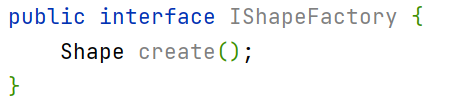 public interface IShapeFactory {
    Shape create();
}